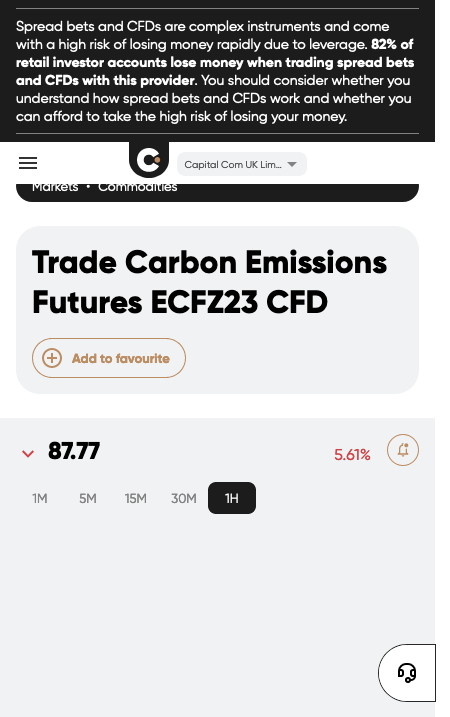 Spread bets and CFDs are complex instruments and come
with a high risk of losing money rapidly due to leverage. 82% of
retail investor accounts lose money when trading spread bets
and CFDs with this provider. You should consider whether you
understand how spread bets and CFDs work and whether you
can afford to take the high risk of losing your money.
Capital Com UK Lim...
Markets • Commodities
Trade Carbon Emissions
Futures ECFZ23 CFD
Add to favourite
87.77 5.61%
1M 5M 15M 30M 1H